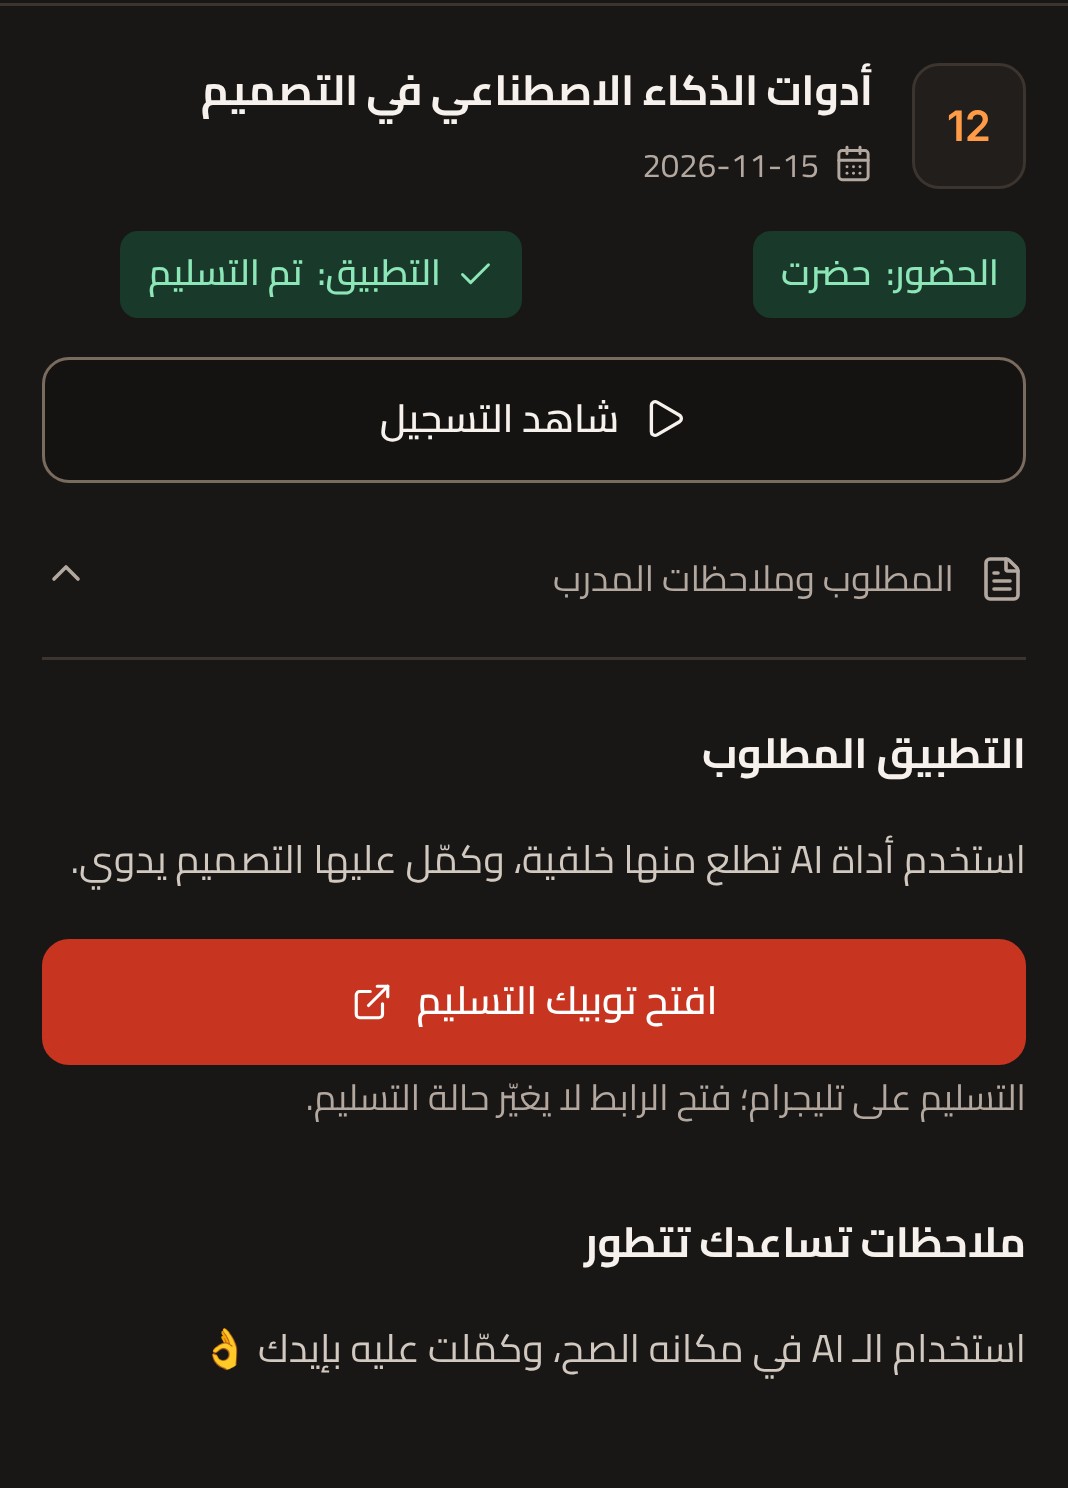 12
أدوات الذكاء الاصطناعي في التصميم
2026-11-15
الحضور: حضرت
التطبيق: تم التسليم
شاهد التسجيل
المطلوب وملاحظات المدرب
التطبيق المطلوب
استخدم أداة AI تطلع منها خلفية، وكمّل عليها التصميم يدوي.
افتح توبيك التسليم
التسليم على تليجرام؛ فتح الرابط لا يغيّر حالة التسليم.
ملاحظات تساعدك تتطور
استخدام الـ AI في مكانه الصح، وكمّلت عليه بإيدك 👌